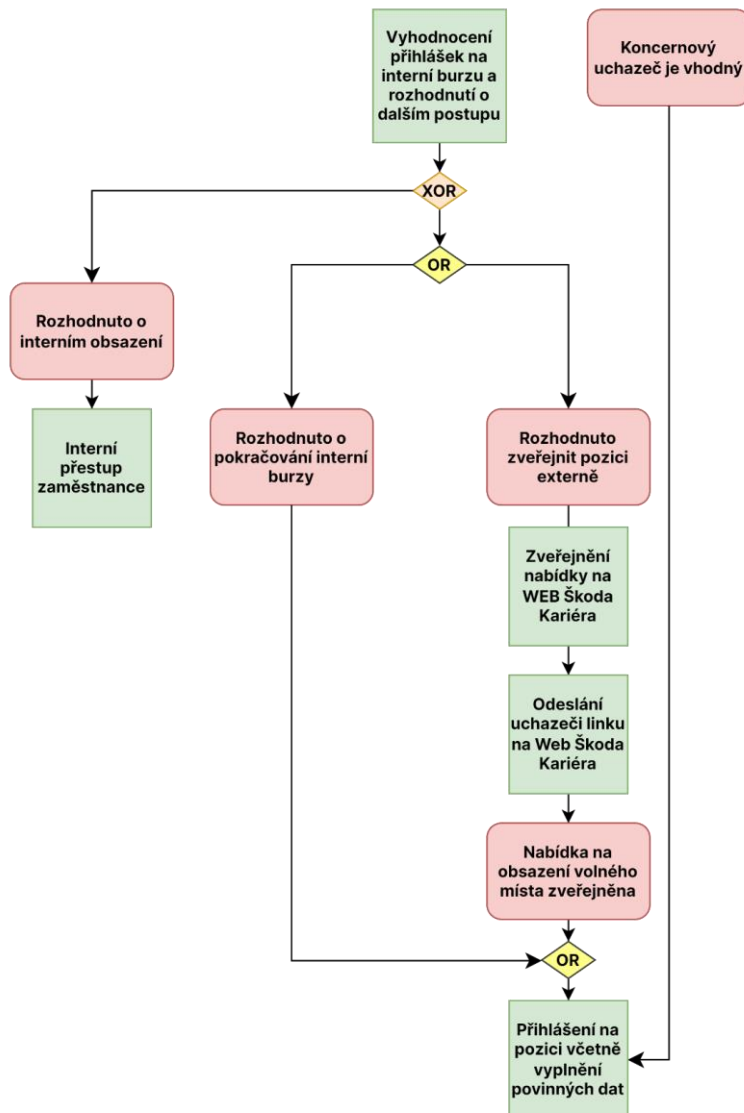 Vyhodnocení
přihlášek na
interní burzu a
rozhodnutí o
dalším postupu
Koncernový
uchazeč je vhodný
XOR
OR
Rozhodnuto o
interním obsazení
Interní
přestup
zaměstnance
Rozhodnuto o
pokračování interní
burzy
Rozhodnuto
zveřejnit pozici
externě
Zveřejnění
nabídky na
WEB Škoda
Kariéra
Odeslání
uchazeči linku
na Web Škoda
Kariéra
Nabídka na
obsazení volného
místa zveřejněna
OR
Přihlášení na
pozici včetně
vyplnění
povinných dat